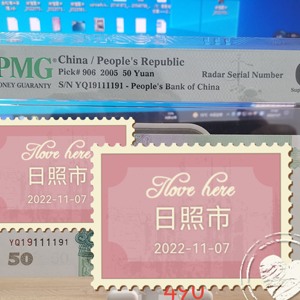 PMG
China / People's Republic
Pick# 906 2005 50 Yuan
Radar Serial Number
MONEY GUARANTY
S/N YQ19111191 - People's Bank of China
Ilove here
日照市
2022-11-07
Ilove here
日照市
2022-11-07
YQ19111191
50